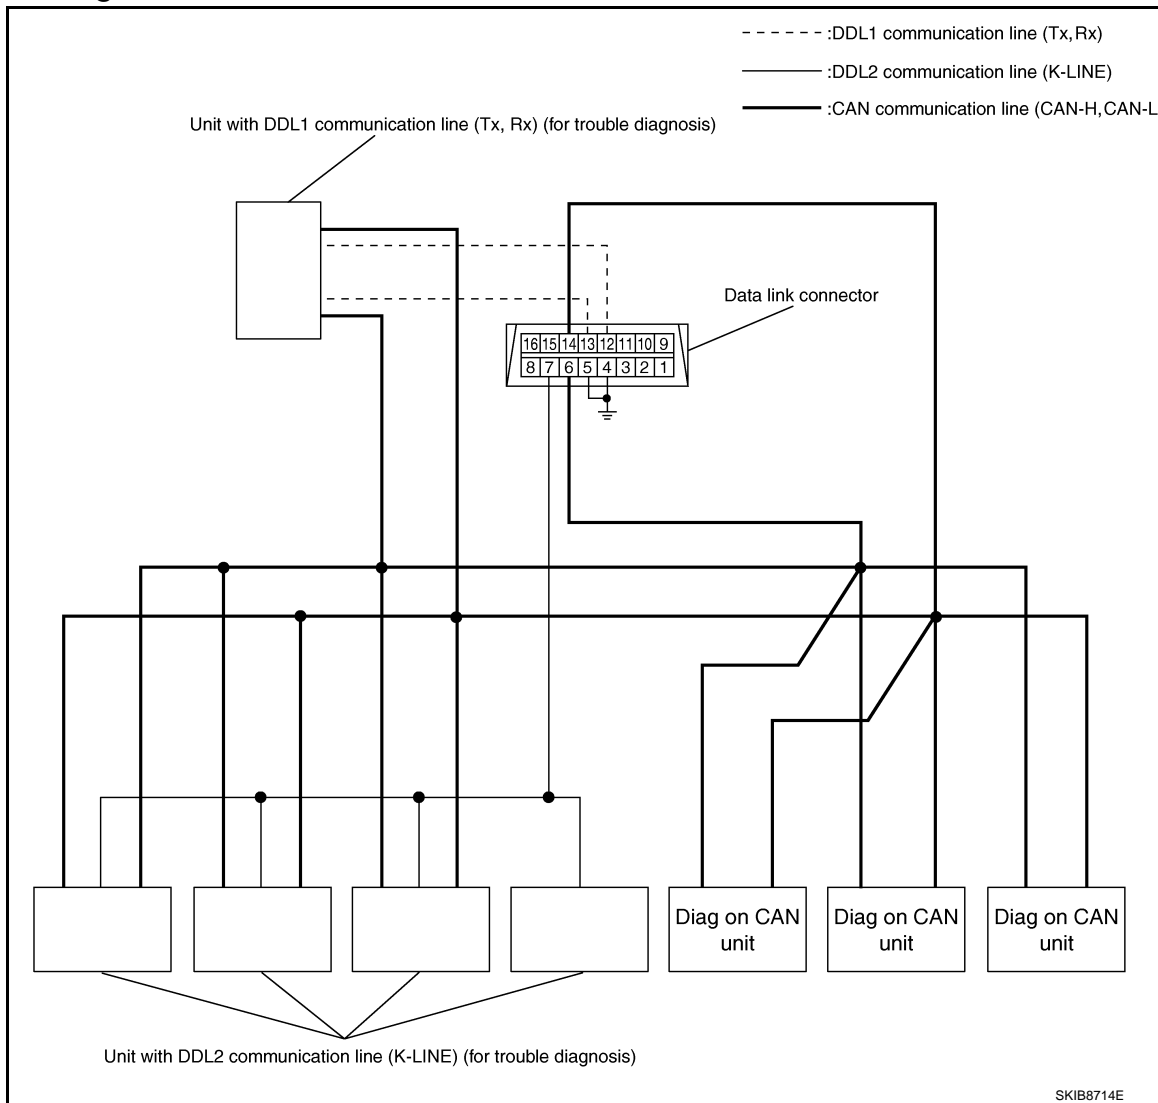 :DDL1 communication line (Tx,Rx)
:DDL2 communication line (K-LINE)
:CAN communication line (CAN-H,CAN-L
Unit with DDL1 communication line (Tx, Rx) (for trouble diagnosis)
Data link connector
16 15 14 13 12 11 10 9
8 7 6 5 4 3 2 1
Diag on CAN
unit
Diag on CAN
unit
Diag on CAN
unit
Unit with DDL2 communication line (K-LINE) (for trouble diagnosis)
SKIB8714E